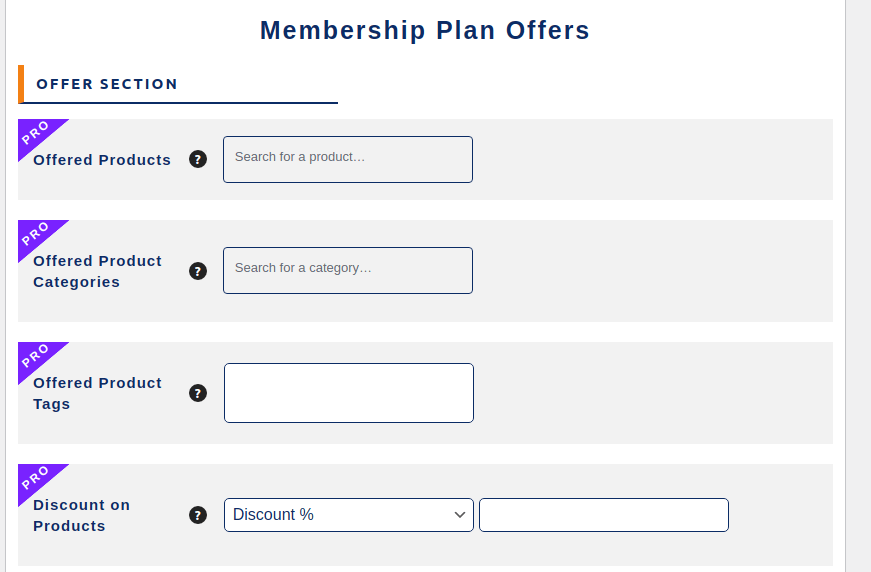 Membership Plan Offers
OFFER SECTION
PRO
Offered Products ? Search for a product...
PRO
Offered Product
Categories
? Search for a category...
PRO
Offered Product
Tags
?
PRO
Discount on
Products
? Discount %